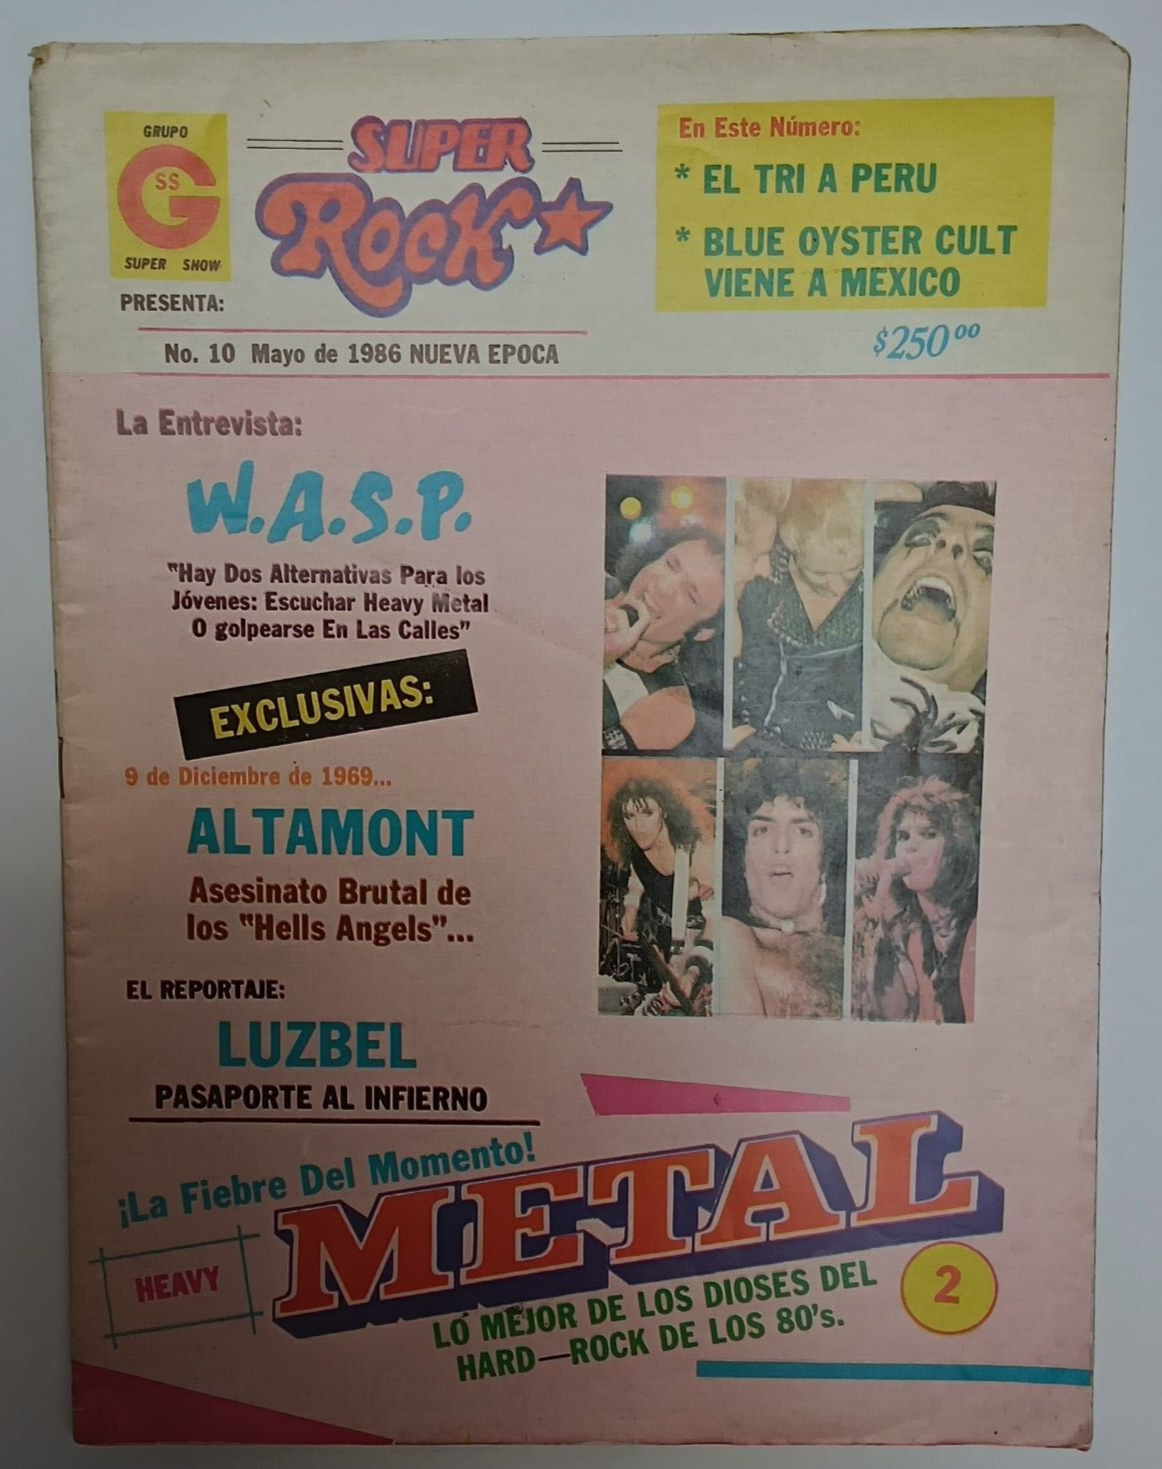 GRUPO
SS
G
SUPER SHOW
PRESENTA:
SUPER
ROCK
En Este Número:
* EL TRI A PERU
* BLUE OYSTER CULT
VIENE A MEXICO
$250⁰⁰
No. 10 Mayo de 1986 NUEVA EPOCA
La Entrevista:
W.A.S.P.
"Hay Dos Alternativas Para los
Jóvenes: Escuchar Heavy Metal
O golpearse En Las Calles"
EXCLUSIVAS:
9 de Diciembre de 1969...
ALTAMONT
Asesinato Brutal de
los "Hells Angels"...
EL REPORTAJE:
LUZBEL
PASAPORTE AL INFIERNO
¡La Fiebre Del Momento!
HEAVY
METAL
2
LO MEJOR DE LOS DIOSES DEL
HARD—ROCK DE LOS 80's.